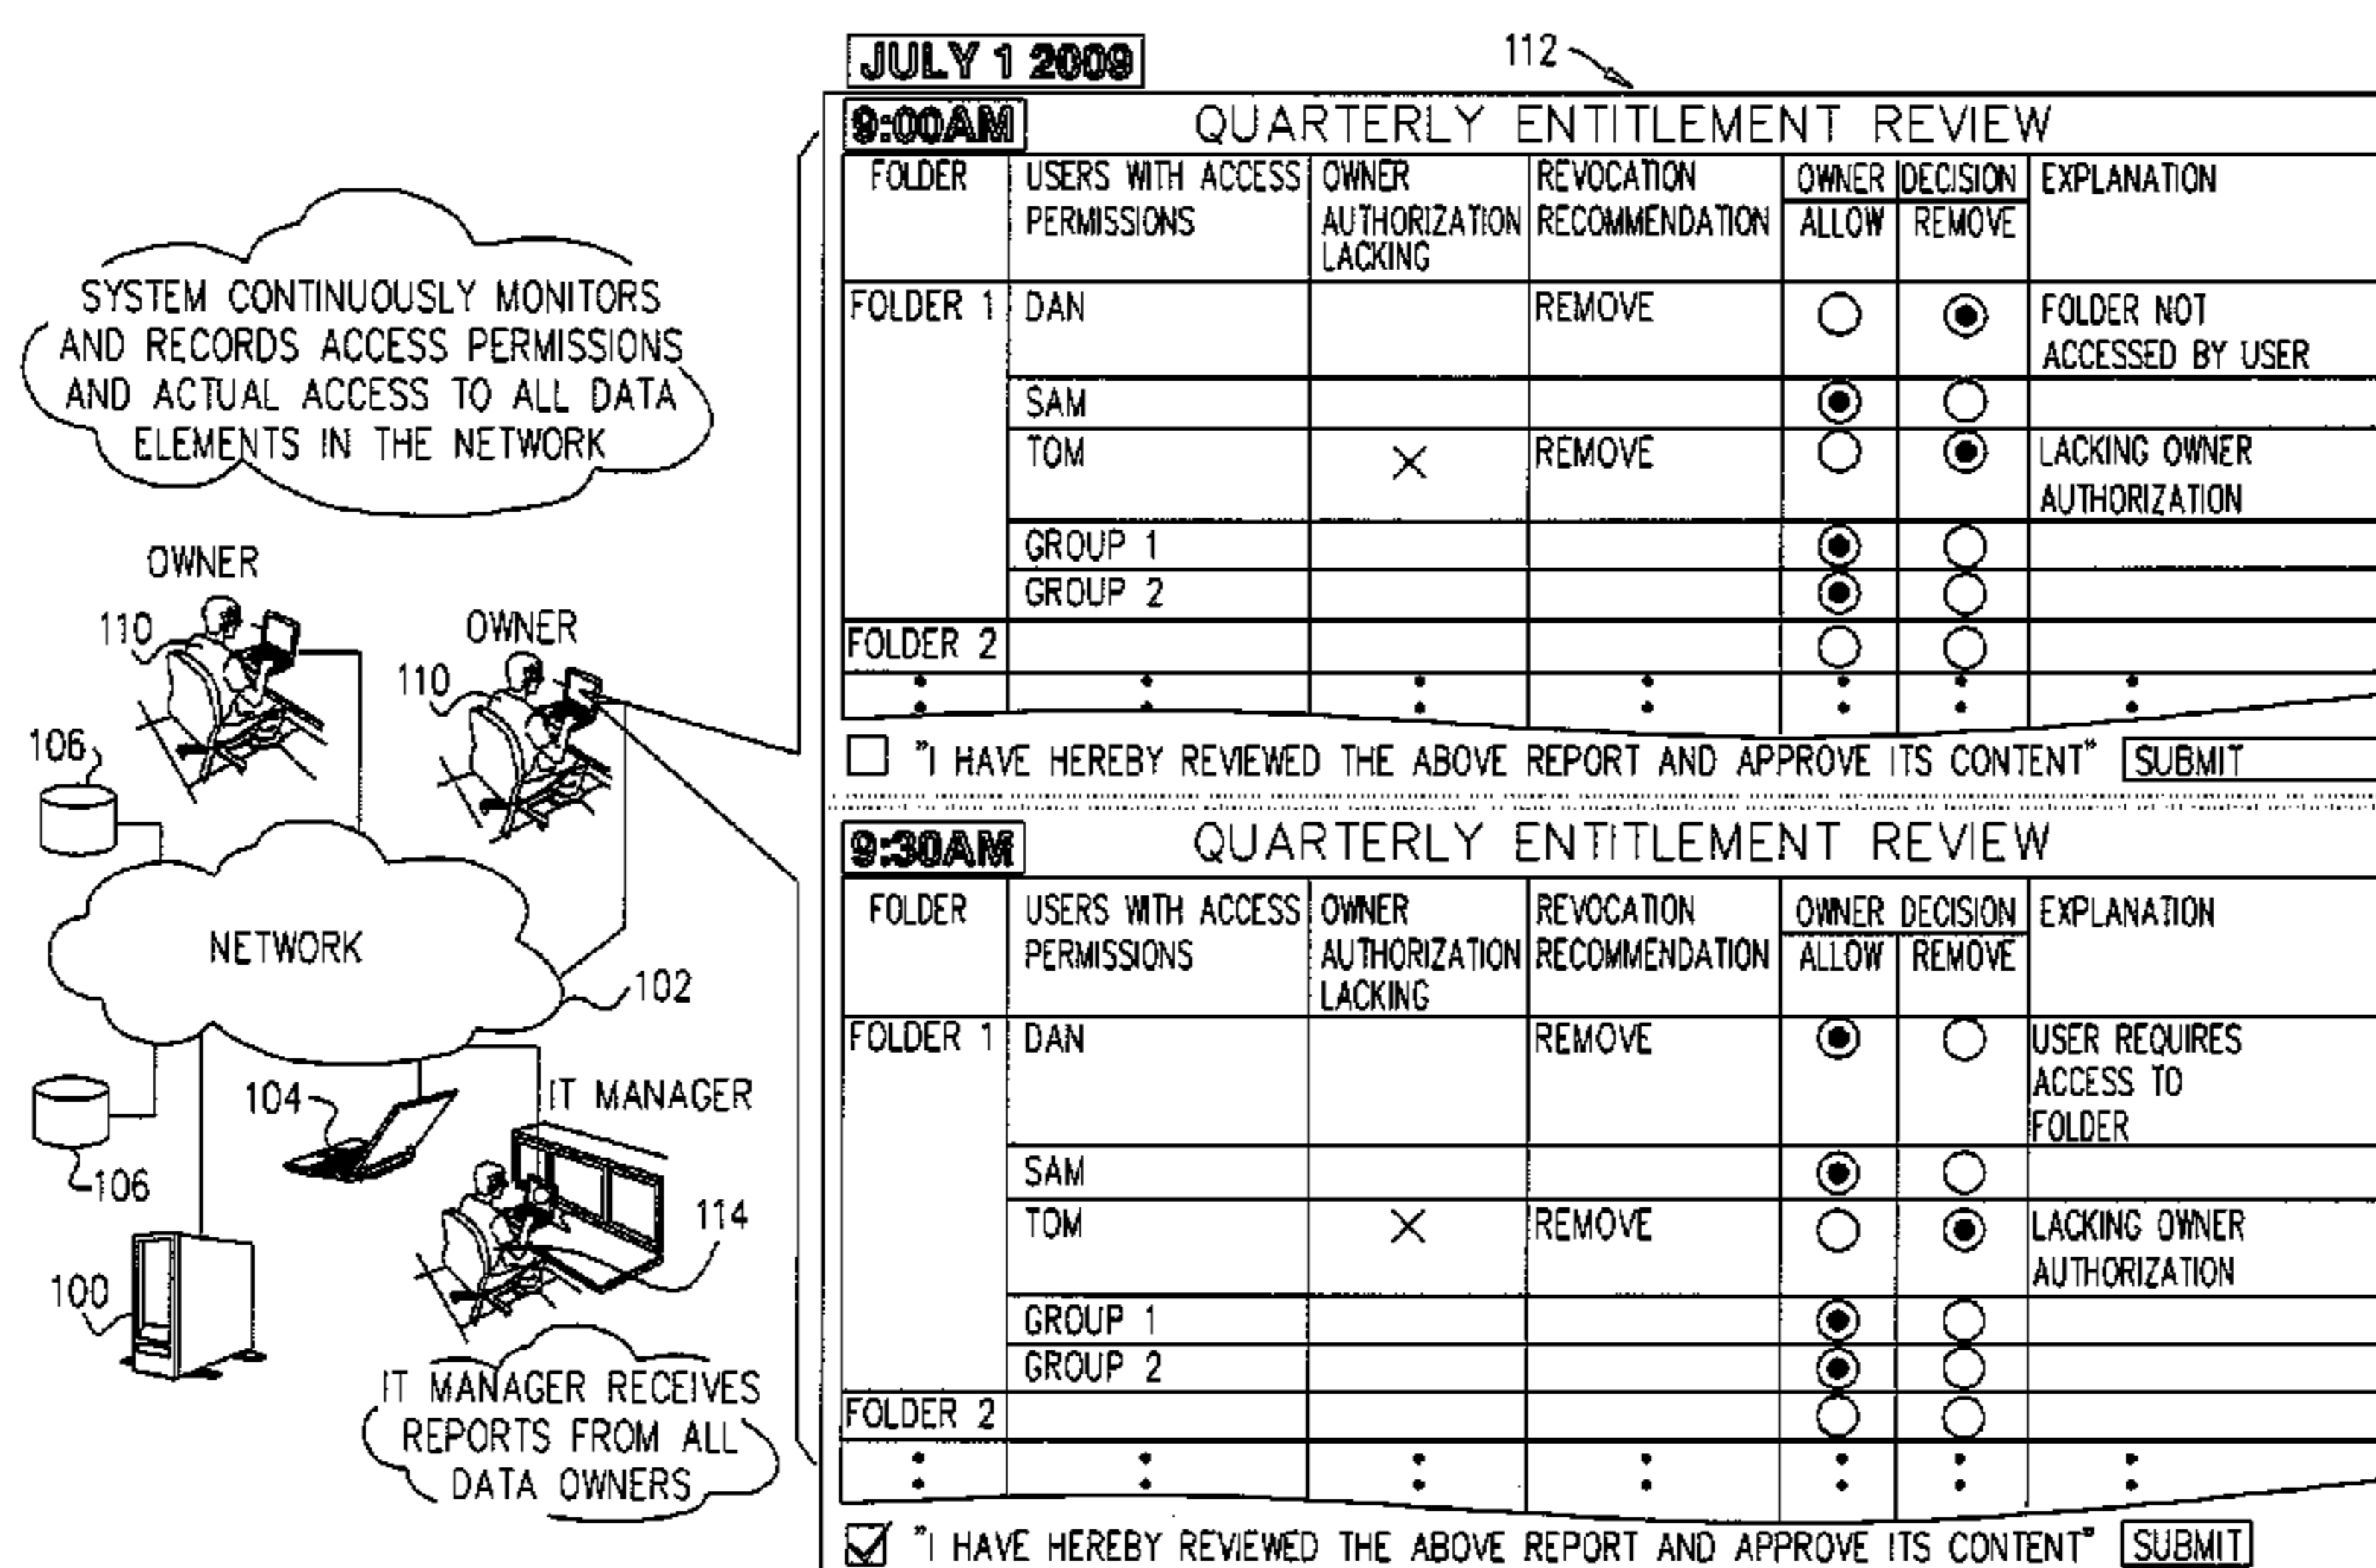 JULY 1 2009
112
SYSTEM CONTINUOUSLY MONITORS
AND RECORDS ACCESS PERMISSIONS
AND ACTUAL ACCESS TO ALL DATA
ELEMENTS IN THE NETWORK
OWNER
110
OWNER
110
106
NETWORK
102
106
104
IT MANAGER
114
100
IT MANAGER RECEIVES
REPORTS FROM ALL
DATA OWNERS
9:00AM QUARTERLY ENTITLEMENT REVIEW
FOLDER USERS WITH ACCESS OWNER REVOCATION OWNER DECISION EXPLANATION
PERMISSIONS AUTHORIZATION RECOMMENDATION ALLOW REMOVE
LACKING
FOLDER 1 DAN REMOVE FOLDER NOT
ACCESSED BY USER
SAM
TOM X REMOVE LACKING OWNER
AUTHORIZATION
GROUP 1
GROUP 2
FOLDER 2
"I HAVE HEREBY REVIEWED THE ABOVE REPORT AND APPROVE ITS CONTENT" SUBMIT
9:30AM QUARTERLY ENTITLEMENT REVIEW
FOLDER USERS WITH ACCESS OWNER REVOCATION OWNER DECISION EXPLANATION
PERMISSIONS AUTHORIZATION RECOMMENDATION ALLOW REMOVE
LACKING
FOLDER 1 DAN REMOVE USER REQUIRES
ACCESS TO
FOLDER
SAM
TOM X REMOVE LACKING OWNER
AUTHORIZATION
GROUP 1
GROUP 2
FOLDER 2
"I HAVE HEREBY REVIEWED THE ABOVE REPORT AND APPROVE ITS CONTENT" SUBMIT